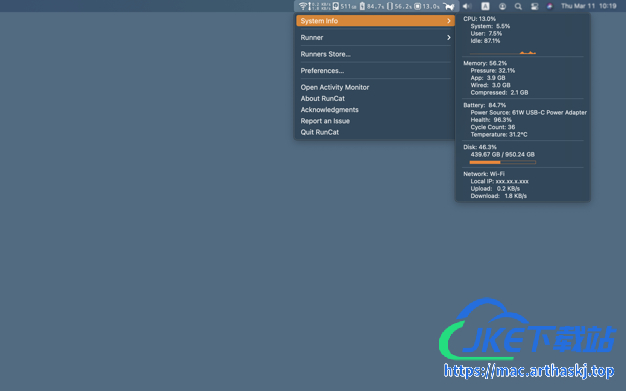 511GB 84.7% 56.2% 13.0% A Thu Mar 11 10:19
System Info
Runner
Runners Store...
Preferences...
Open Activity Monitor
About RunCat
Acknowledgments
Report an Issue
Quit RunCat
CPU: 13.0%
System: 5.5%
User: 7.5%
Idle: 87.1%
Memory: 56.2%
Pressure: 32.1%
App: 3.9 GB
Wired: 3.0 GB
Compressed: 2.1 GB
Battery: 84.7%
Power Source: 61W USB-C Power Adapter
Health: 96.3%
Cycle Count: 36
Temperature: 31.2°C
Disk: 46.3%
439.67 GB / 950.24 GB
Network: Wi-Fi
Local IP: xxx.xx.x.xxx
Upload: 0.2 KB/s
Download: 1.8 KB/s
JKE下载站
https://mac.arthaskj.top